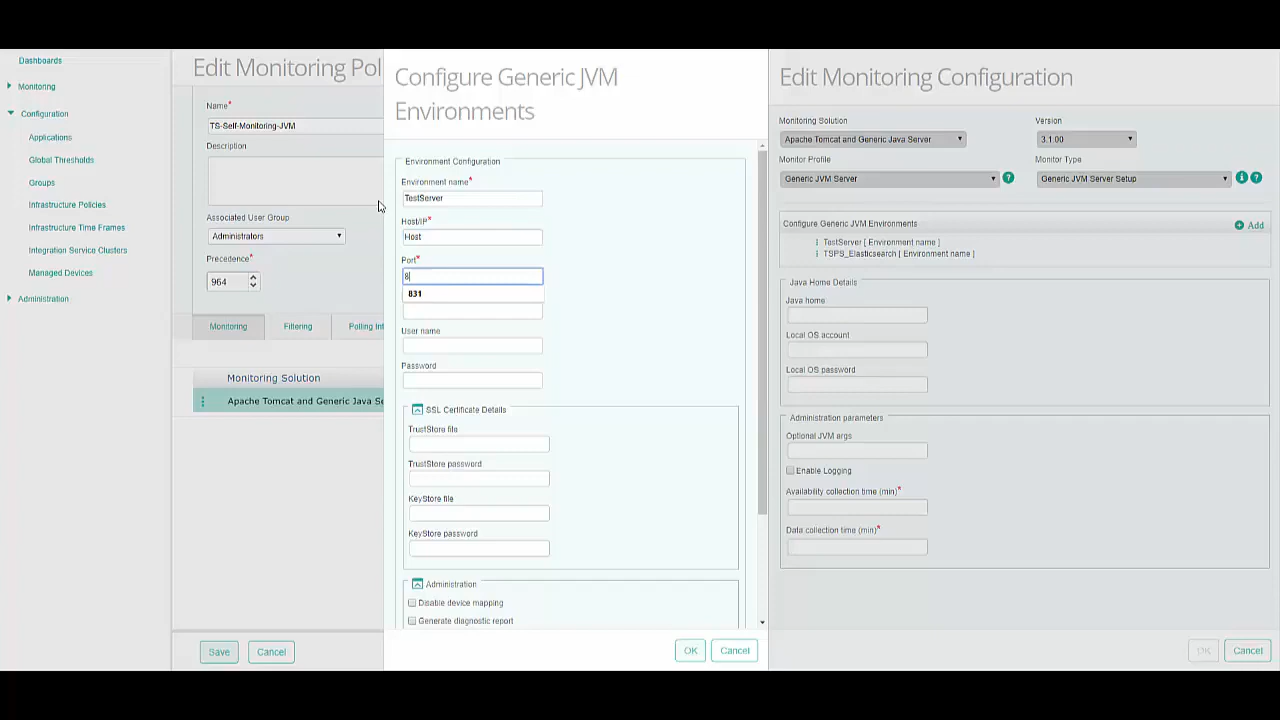 Dashboards
Monitoring
Configuration
Applications
Global Thresholds
Groups
Infrastructure Policies
Infrastructure Time Frames
Integration Service Clusters
Managed Devices
Administration
Edit Monitoring Pol
Name*
TS-Self-Monitoring-JVM
Description
Associated User Group
Administrators
Precedence*
964
Monitoring
Filtering
Polling Int
Monitoring Solution
Apache Tomcat and Generic Java Se
Save
Cancel
Configure Generic JVM
Environments
Environment Configuration
Environment name*
TestServer
Host/IP*
Host
Port*
8
831
User name
Password
SSL Certificate Details
TrustStore file
TrustStore password
KeyStore file
KeyStore password
Administration
Disable device mapping
Generate diagnostic report
OK
Cancel
Edit Monitoring Configuration
Monitoring Solution
Version
Apache Tomcat and Generic Java Server
3.1.00
Monitor Profile
Monitor Type
Generic JVM Server
Generic JVM Server Setup
Configure Generic JVM Environments
Add
TestServer [ Environment name ]
TSPS_Elasticsearch [ Environment name ]
Java Home Details
Java home
Local OS account
Local OS password
Administration parameters
Optional JVM args
Enable Logging
Availability collection time (min)*
Data collection time (min)*
OK
Cancel